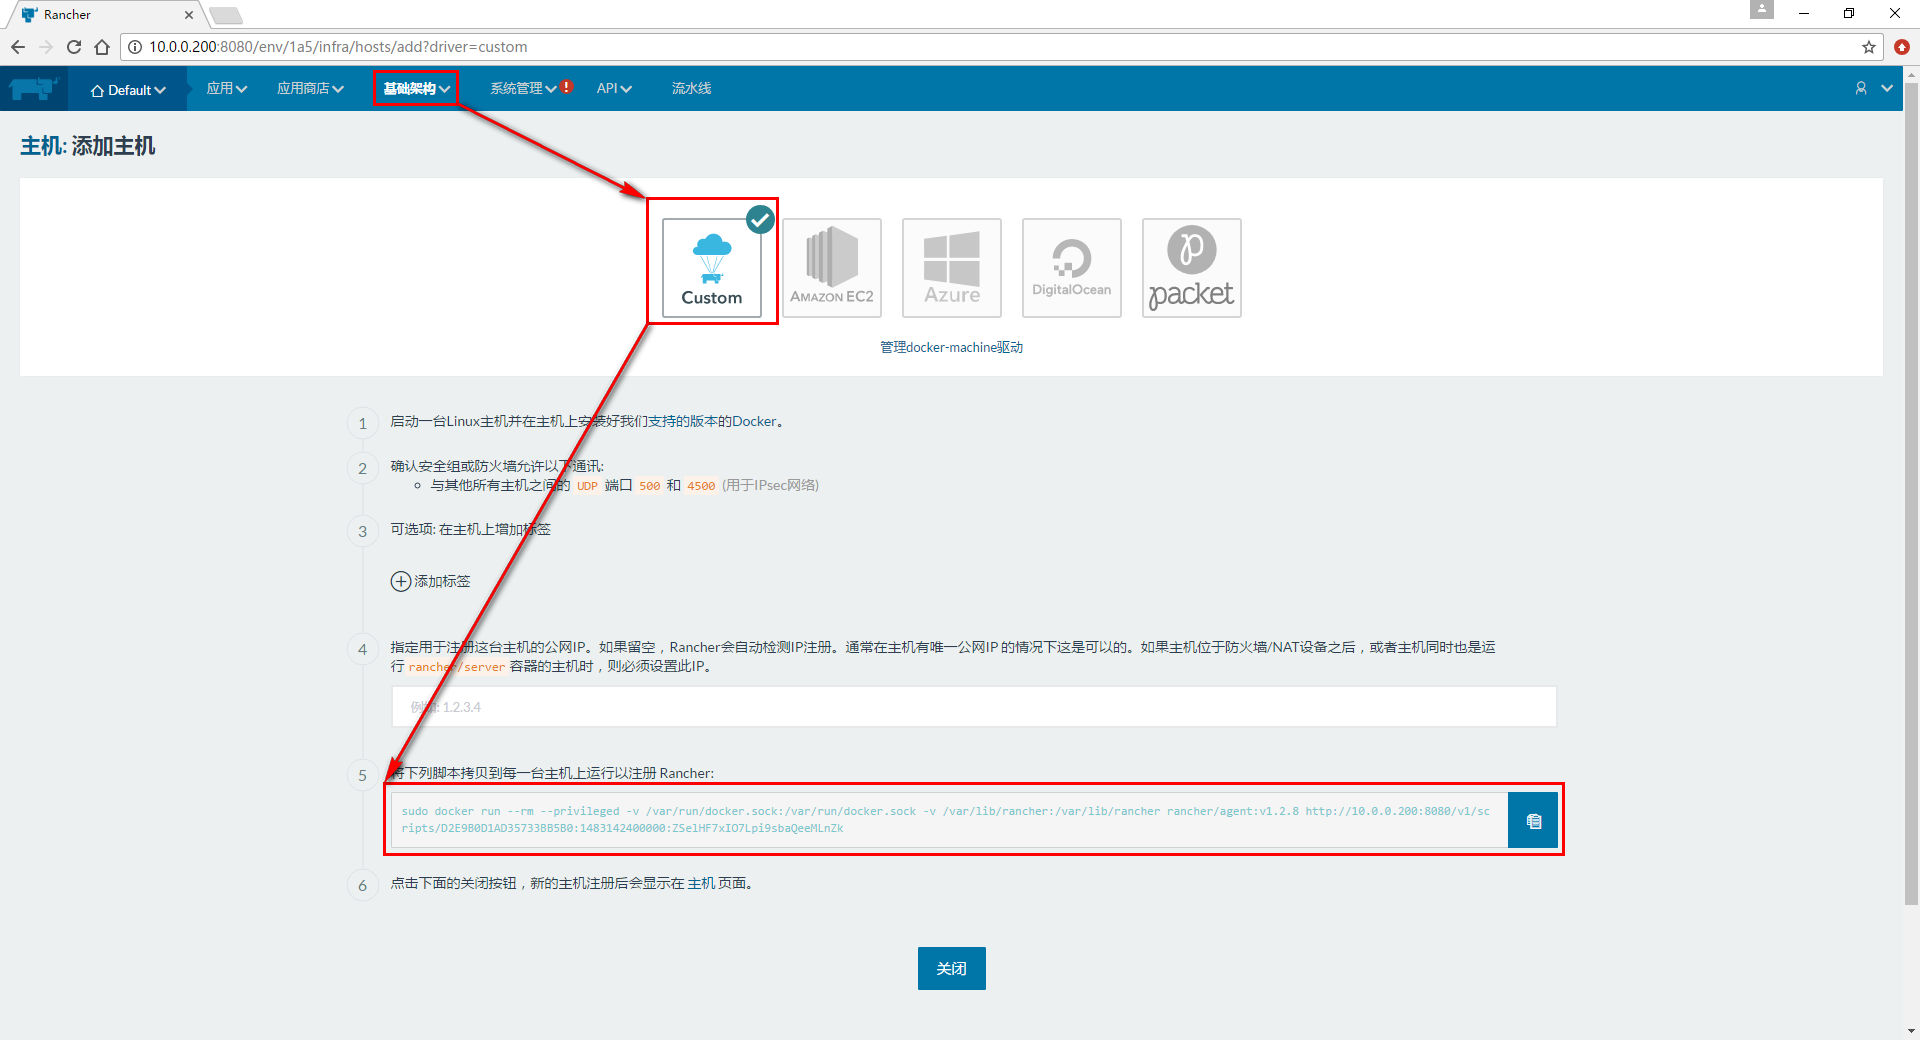 Rancher
10.0.0.200:8080/env/1a5/infra/hosts/add?driver=custom
Default 应用 应用商店 基础架构 系统管理 ! API 流水线
主机: 添加主机
Custom
AMAZON EC2
Azure
DigitalOcean
packet
管理docker-machine驱动
1 启动一台Linux主机并在主机上安装好我们支持的版本的Docker。
2 确认安全组或防火墙允许以下通讯:
与其他所有主机之间的 UDP 端口 500 和 4500 (用于IPsec网络)
3 可选项: 在主机上增加标签
添加标签
4 指定用于注册这台主机的公网IP。如果留空，Rancher会自动检测IP注册。通常在主机有唯一公网IP 的情况下这是可以的。如果主机位于防火墙/NAT设备之后，或者主机同时也是运
行 rancher/server 容器的主机时，则必须设置此IP。
例如: 1.2.3.4
5 将下列脚本拷贝到每一台主机上运行以注册 Rancher:
sudo docker run --rm --privileged -v /var/run/docker.sock:/var/run/docker.sock -v /var/lib/rancher:/var/lib/rancher rancher/agent:v1.2.8 http://10.0.0.200:8080/v1/sc
ripts/D2E9B0D1AD35733BB5B0:1483142400000:ZSelHF7xIO7Lpi9sbaQeeMLnZk
6 点击下面的关闭按钮，新的主机注册后会显示在 主机 页面。
关闭